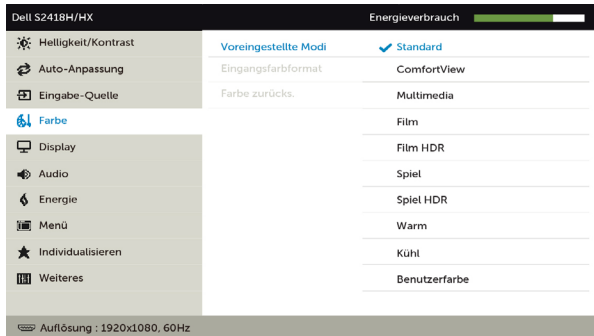 Dell S2418H/HX
Energieverbrauch
Helligkeit/Kontrast
Auto-Anpassung
Eingabe-Quelle
Farbe
Display
Audio
Energie
Menü
Individualisieren
Weiteres
Voreingestellte Modi
Eingangsfarbformat
Farbe zurücks.
Standard
ComfortView
Multimedia
Film
Film HDR
Spiel
Spiel HDR
Warm
Kühl
Benutzerfarbe
Auflösung : 1920x1080, 60Hz